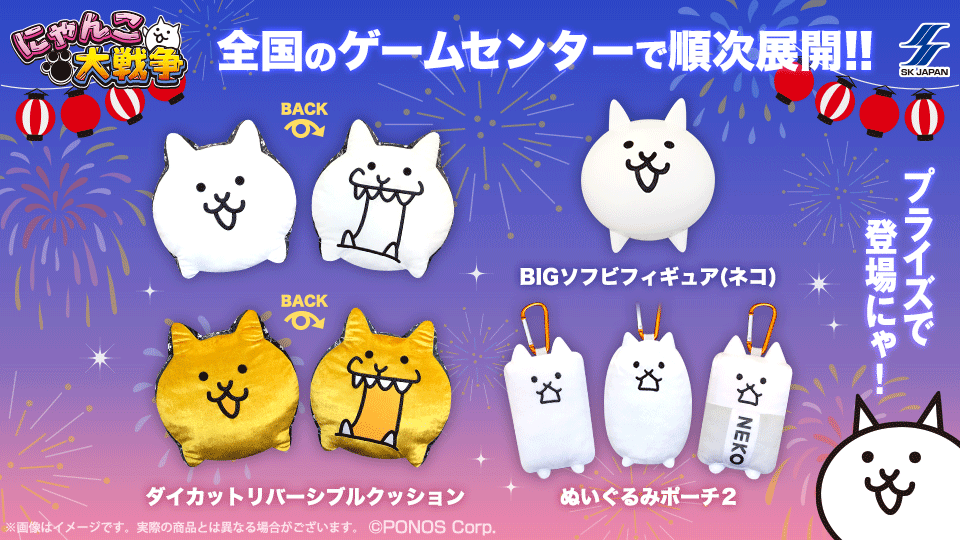 にゃんこ
大戦争
全国のゲームセンターで順次展開!!
SK JAPAN
BACK
BIGソフビフィギュア(ネコ)
プライズで
登場にゃ!
BACK
NEKO
ダイカットリバーシブルクッション
ぬいぐるみポーチ2
※画像はイメージです。実際の商品とは異なる場合がございます。 ©PONOS Corp.